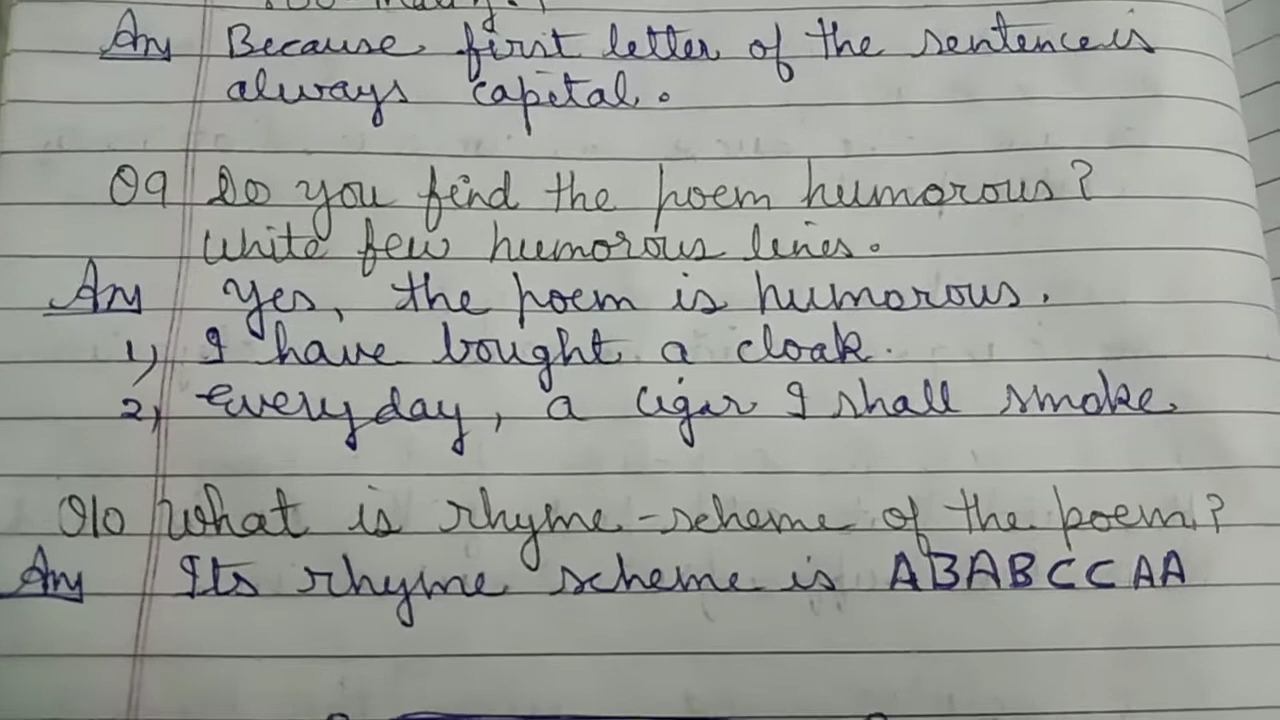 Ans Because first letter of the sentence is
always capital.
Q9 Do you find the poem humorous?
Write few humorous lines.
Ans Yes, the poem is humorous.
1) I have bought a cloak.
2) Everyday, a cigar I shall smoke.
Q10 What is rhyme-scheme of the poem?
Ans Its rhyme scheme is ABABCCAA